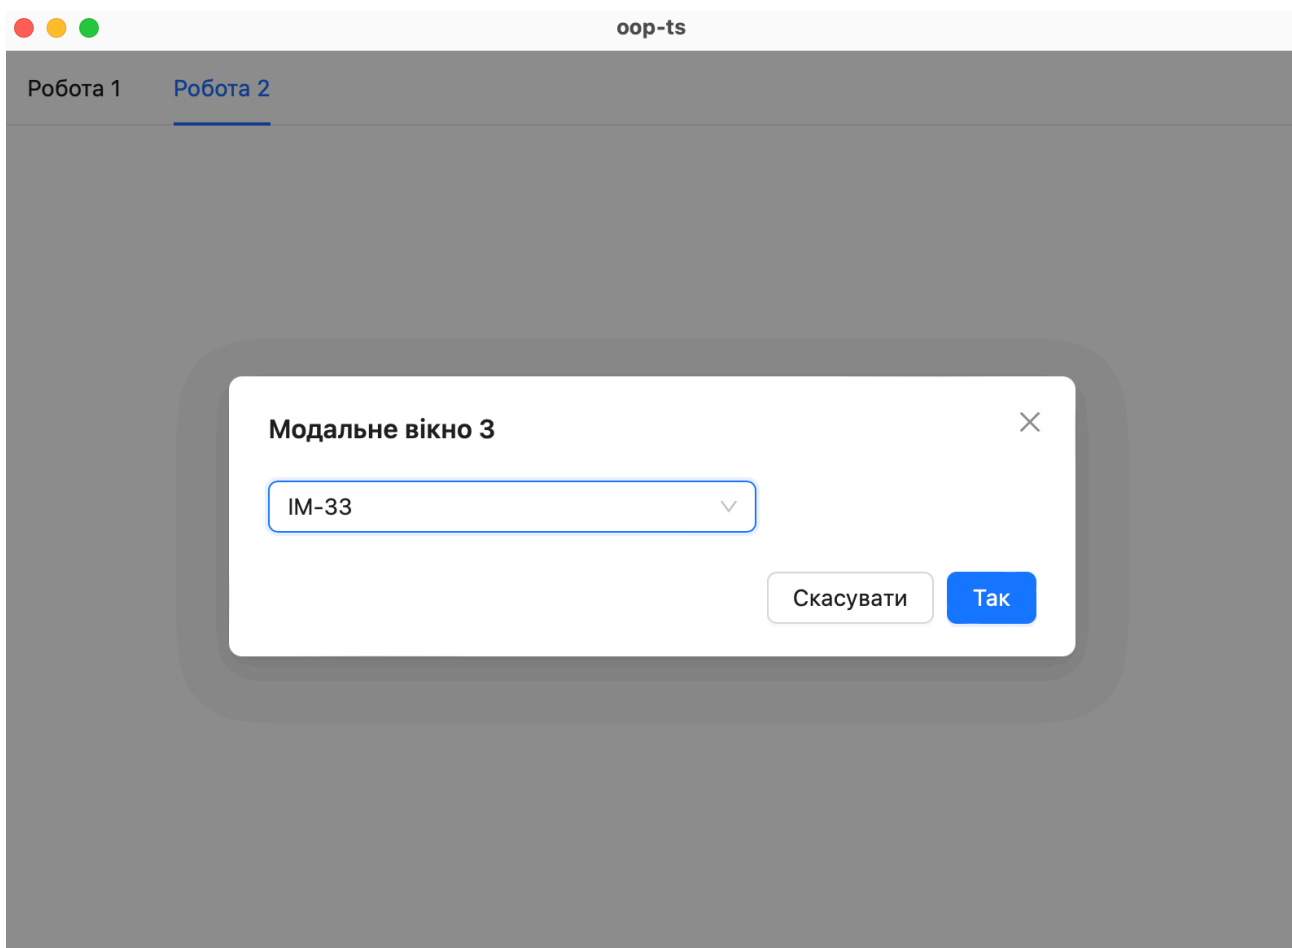 oop-ts
Робота 1 Робота 2
Модальне вікно 3
ІМ-33
Скасувати Так